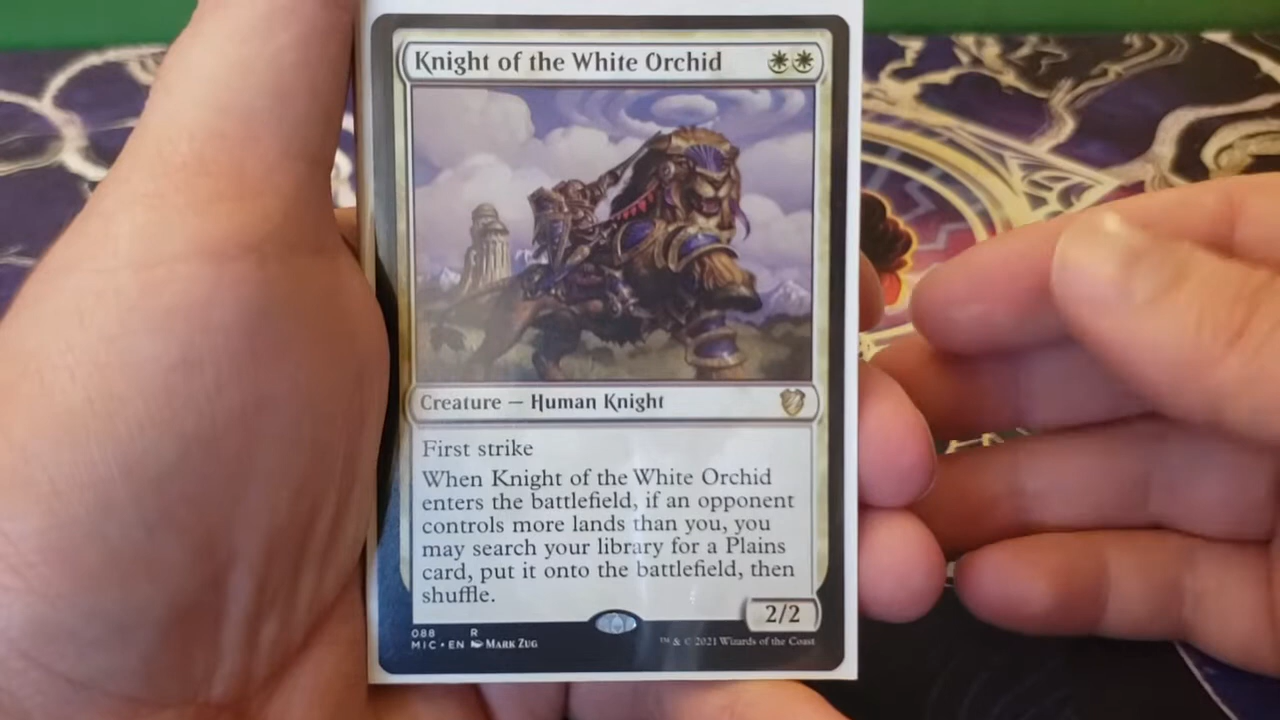 Knight of the White Orchid
Creature — Human Knight
First strike
When Knight of the White Orchid
enters the battlefield, if an opponent
controls more lands than you, you
may search your library for a Plains
card, put it onto the battlefield, then
shuffle.
2/2
088 R
MIC • EN Mark Zug
™ & © 2021 Wizards of the Coast